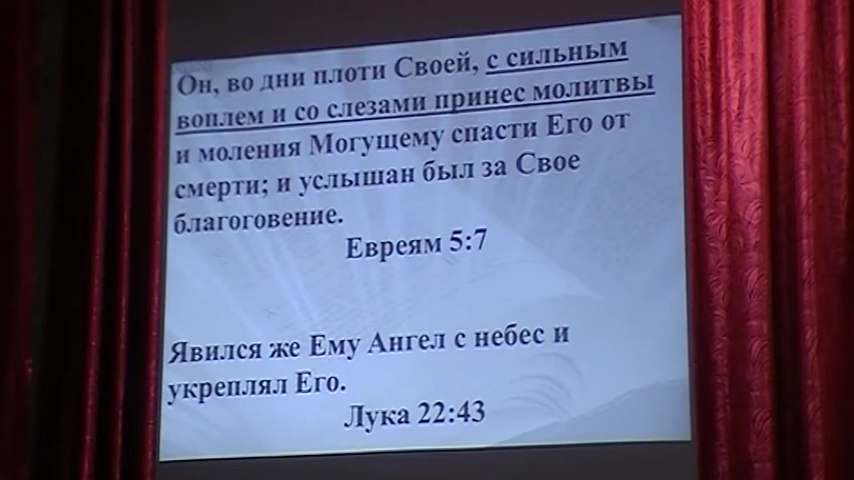 Он, во дни плоти Своей, с сильным
воплем и со слезами принес молитвы
и моления Могущему спасти Его от
смерти; и услышан был за Свое
благоговение.
Евреям 5:7
Явился же Ему Ангел с небес и
укреплял Его.
Лука 22:43